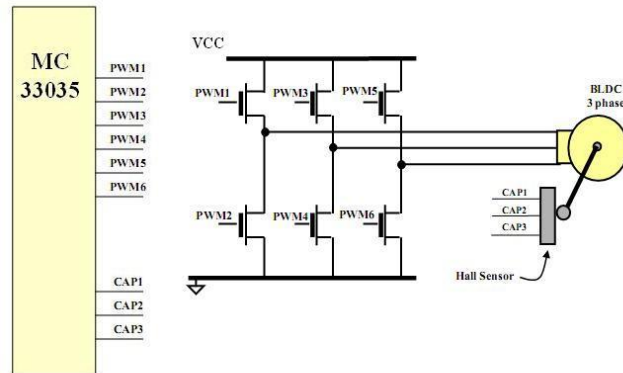 MC
33035
PWM1
PWM2
PWM3
PWM4
PWM5
PWM6
CAP1
CAP2
CAP3
VCC
PWM1
PWM3
PWM5
PWM2
PWM4
PWM6
BLDC
3 phase
CAP1
CAP2
CAP3
Hall Sensor